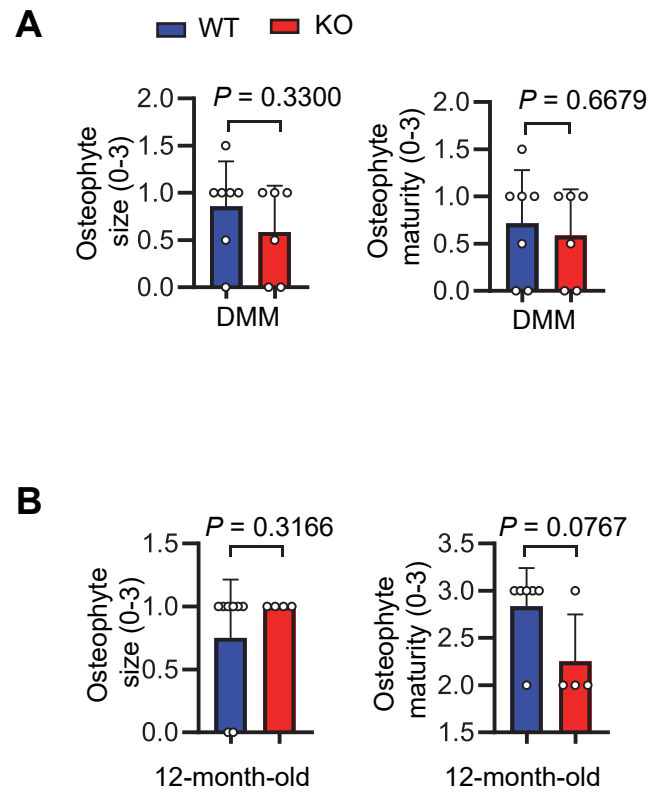 A
WT KO
P = 0.3300
Osteophyte
size (0-3)
2.0
1.5
1.0
0.5
0.0
DMM
P = 0.6679
Osteophyte
maturity (0-3)
2.0
1.5
1.0
0.5
0.0
DMM
B
P = 0.3166
Osteophyte
size (0-3)
1.5
1.0
0.5
0.0
12-month-old
P = 0.0767
Osteophyte
maturity (0-3)
3.5
3.0
2.5
2.0
1.5
12-month-old